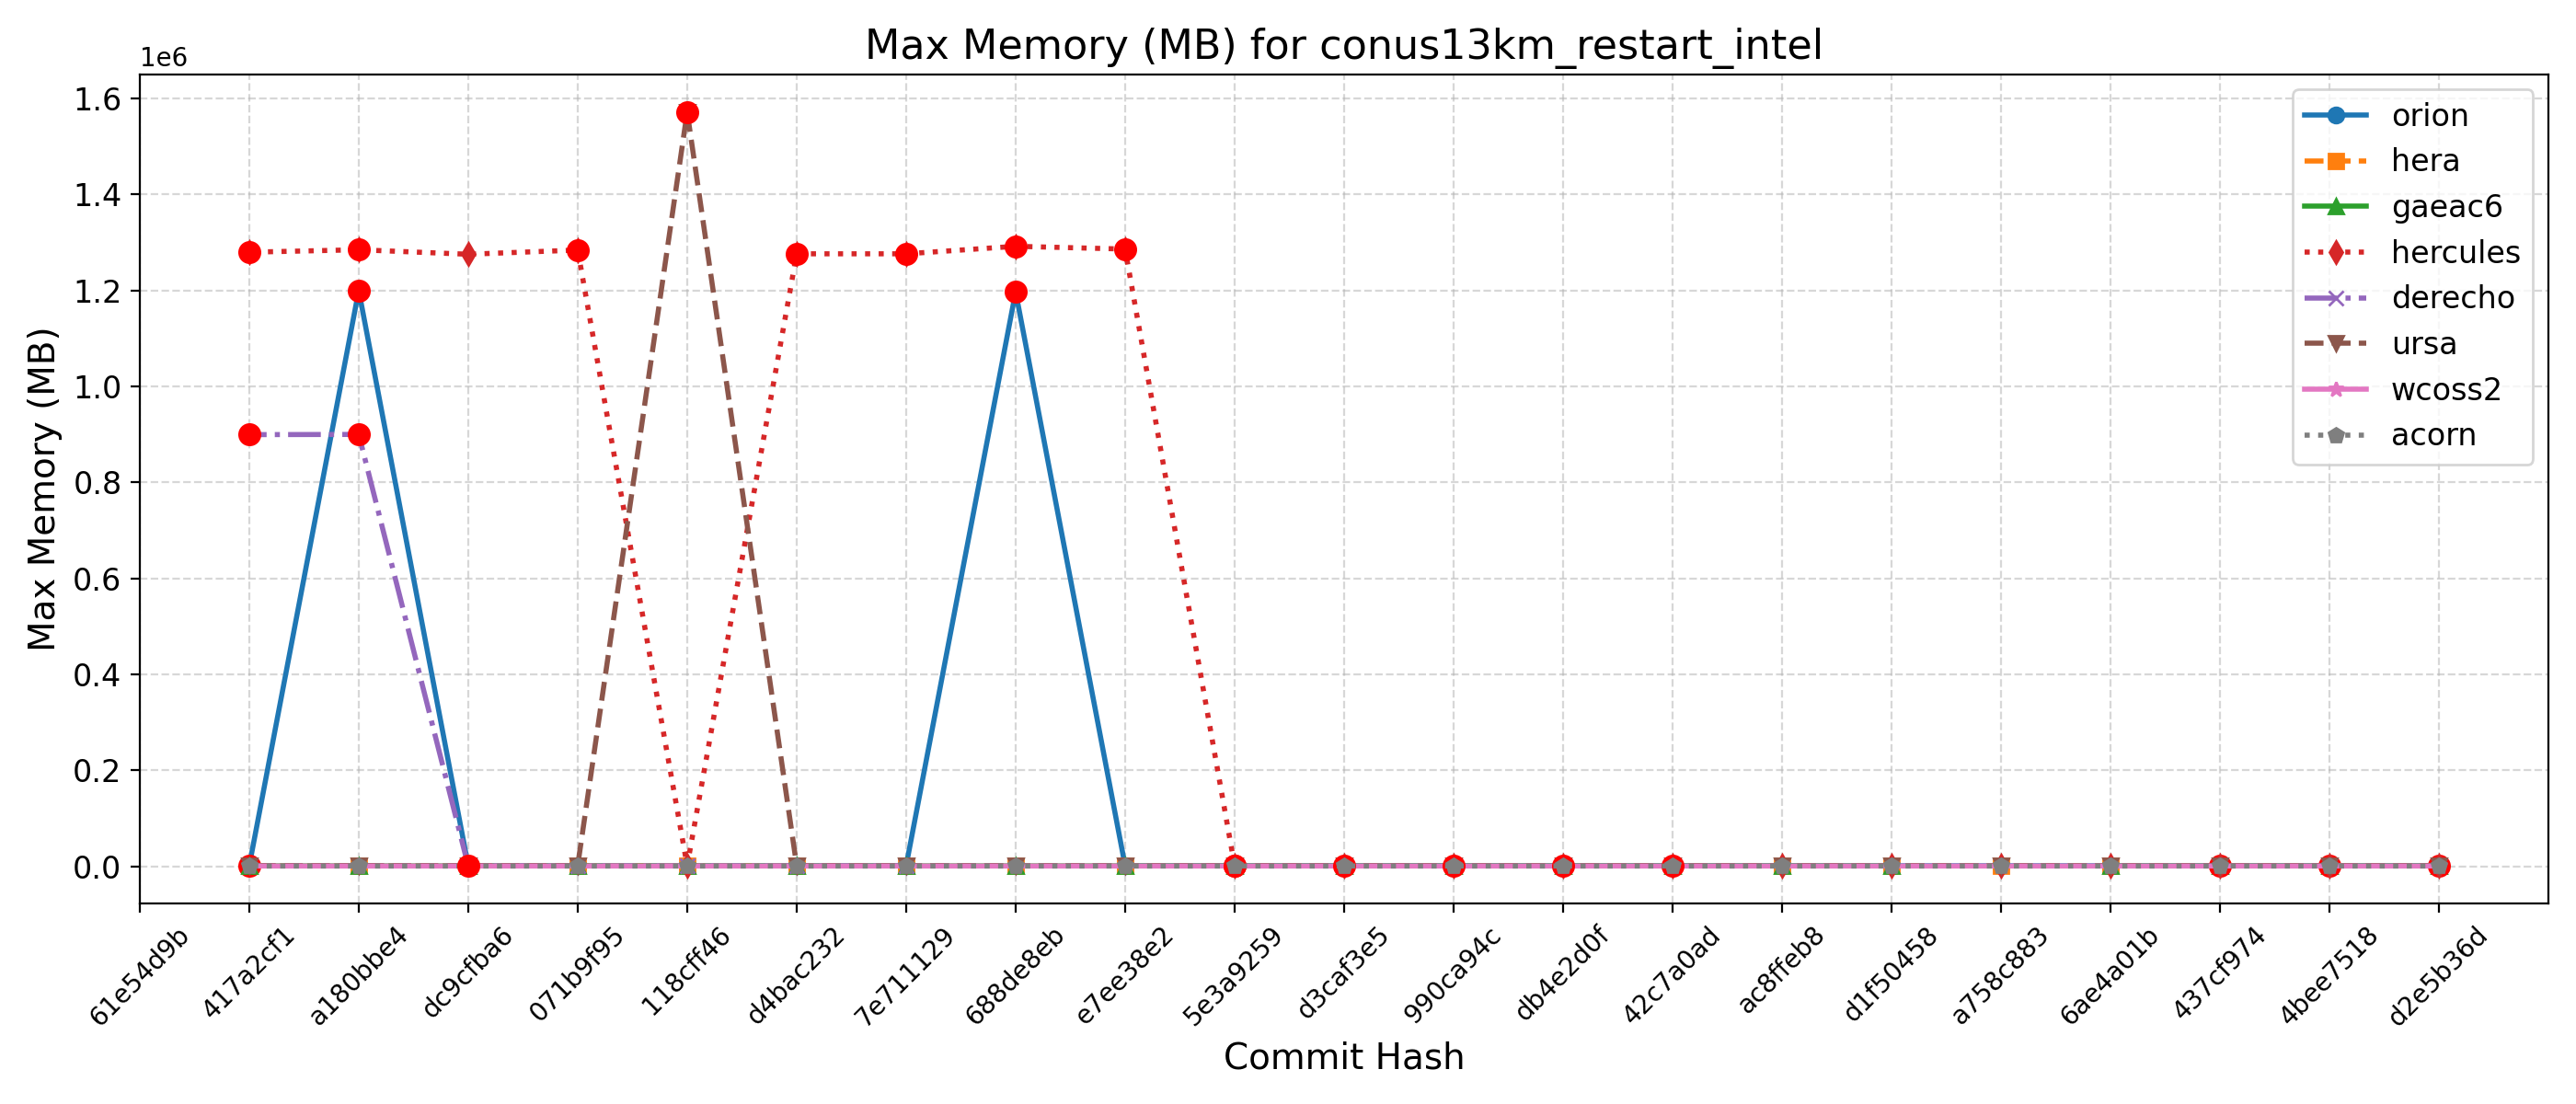 Max Memory (MB) for conus13km_restart_intel
1e6
1.6
1.4
1.2
1.0
0.8
0.6
0.4
0.2
0.0
Max Memory (MB)
orion
hera
gaeac6
hercules
derecho
ursa
wcoss2
acorn
61e54d9b
417a2cf1
a180bbe4
dc9cfba6
071b9f95
118cff46
d4bac232
7e711129
688de8eb
e7ee38e2
5e3a9259
d3caf3e5
990ca94c
db4e2d0f
42c7a0ad
ac8ffeb8
d1f50458
a758c883
6ae4a01b
437cf974
4bee7518
d2e5b36d
Commit Hash